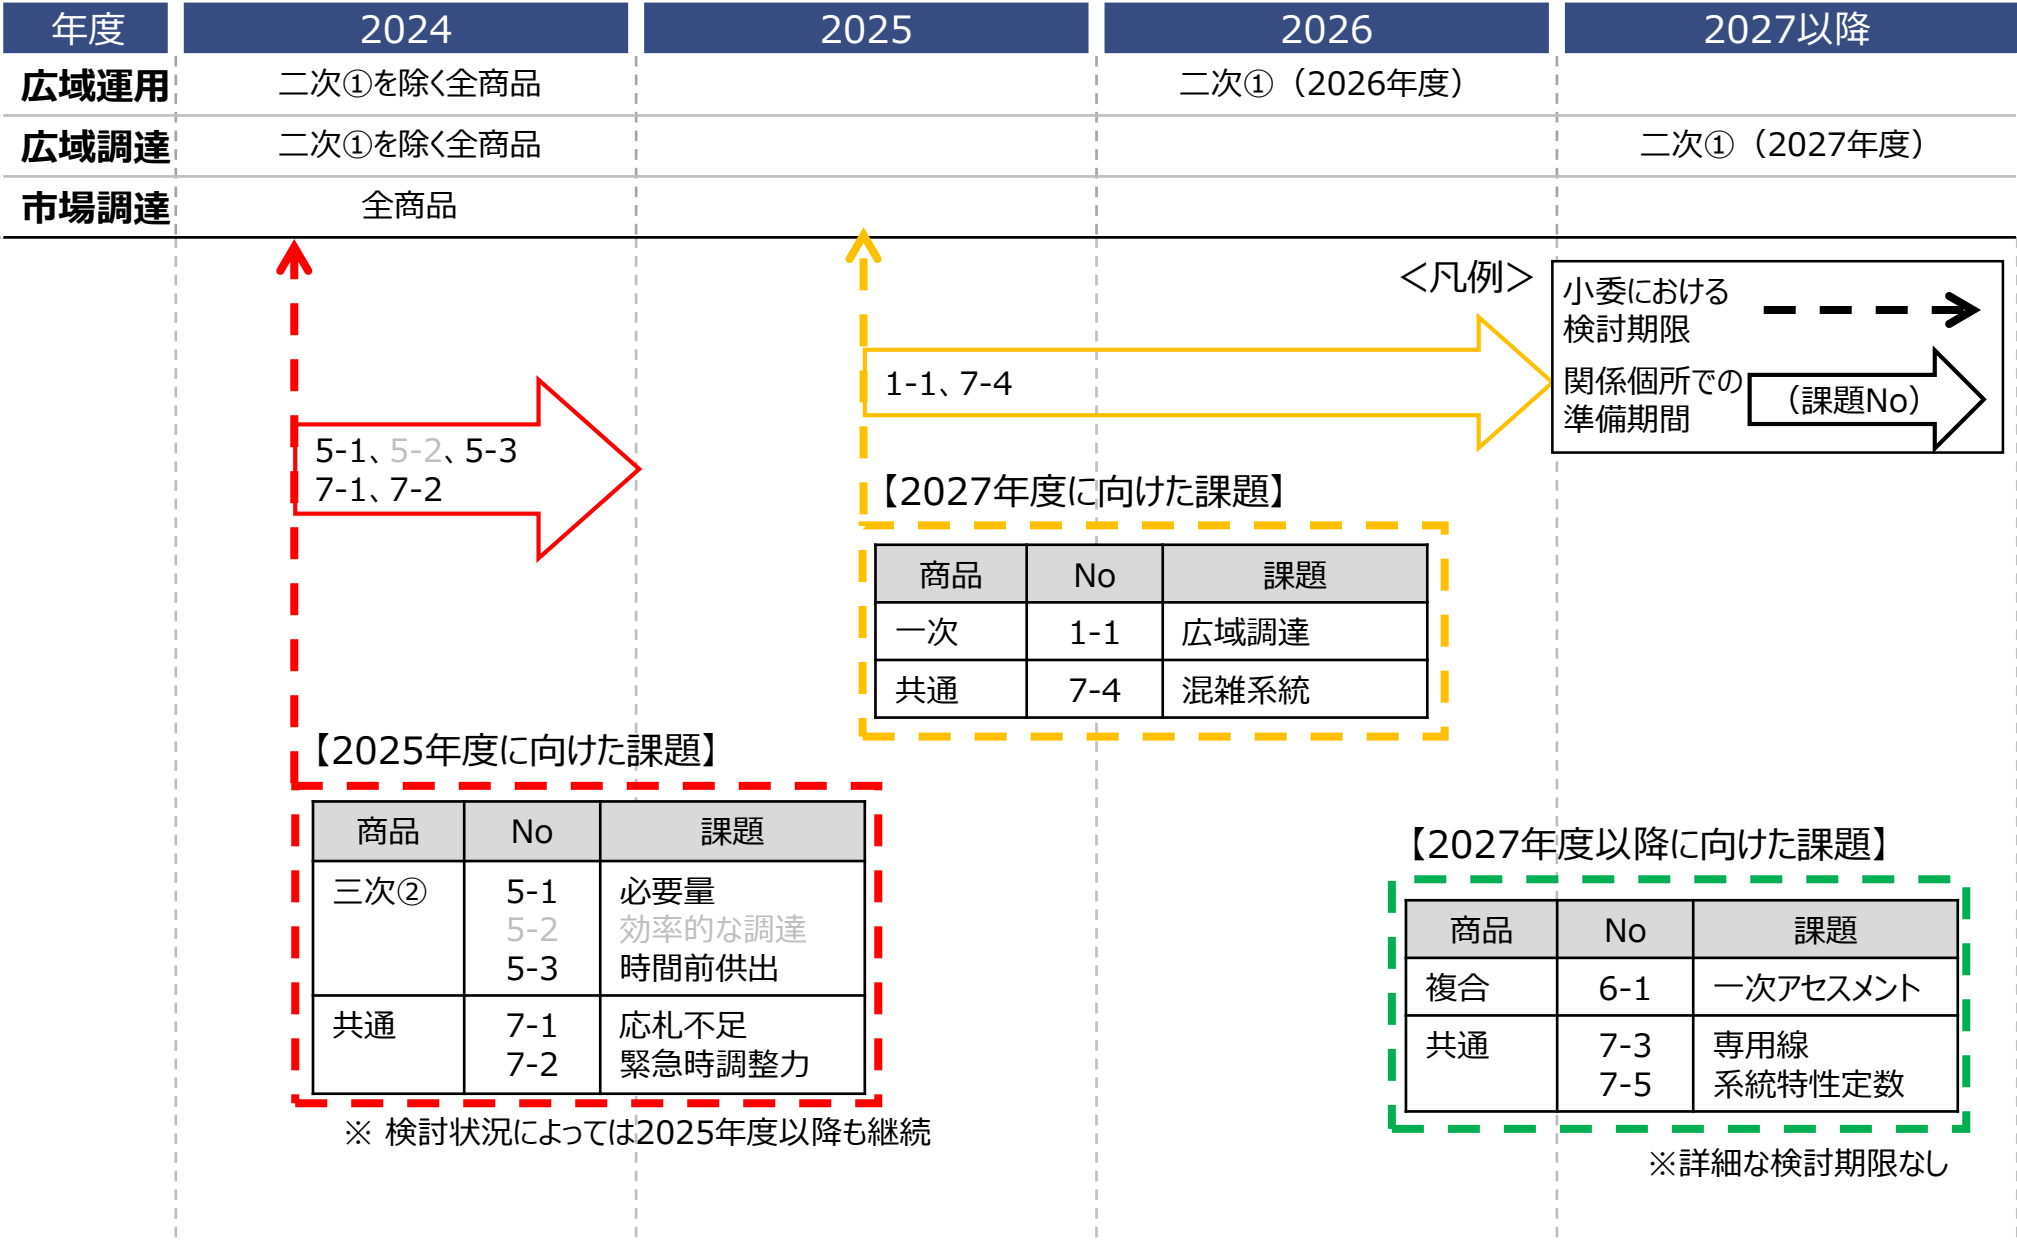 年度
2024
2025
2026
2027以降
広域運用
二次①を除く全商品
二次①（2026年度）
広域調達
二次①を除く全商品
二次①（2027年度）
市場調達
全商品
＜凡例＞
小委における
検討期限
関係個所での
準備期間
（課題No）
1-1、7-4
5-1、5-2、5-3
7-1、7-2
【2027年度に向けた課題】
商品 No 課題
一次 1-1 広域調達
共通 7-4 混雑系統
【2025年度に向けた課題】
商品 No 課題
三次② 5-1 必要量
5-2 効率的な調達
5-3 時間前供出
共通 7-1 応札不足
7-2 緊急時調整力
※ 検討状況によっては2025年度以降も継続
【2027年度以降に向けた課題】
商品 No 課題
複合 6-1 一次アセスメント
共通 7-3 専用線
7-5 系統特性定数
※詳細な検討期限なし